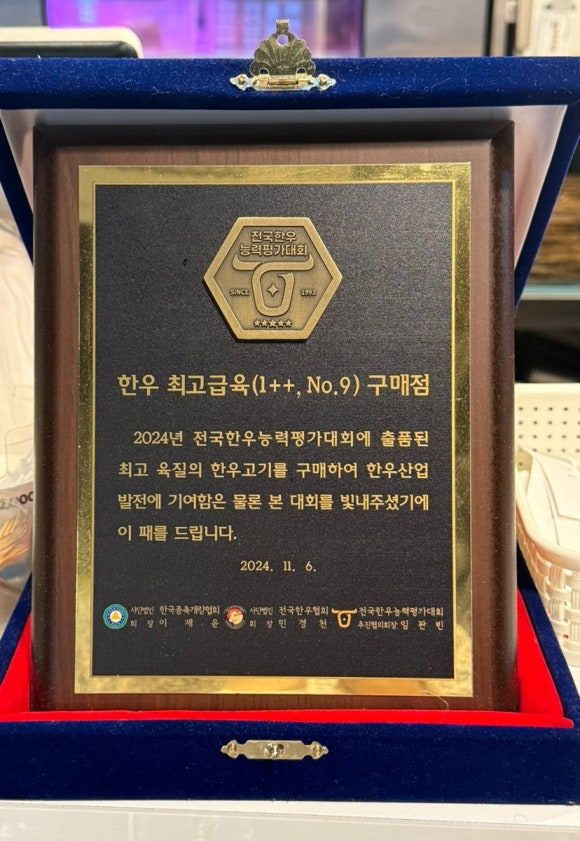 전국한우
능력평가대회
SINCE 1993
한우 최고급육(1++, No.9) 구매점
2024년 전국한우능력평가대회에 출품된
최고 육질의 한우고기를 구매하여 한우산업
발전에 기여함은 물론 본 대회를 빛내주셨기에
이 패를 드립니다.
2024. 11. 6.
사단법인 한국종축개량협회 사단법인 전국한우협회 전국한우능력평가대회
회 장 이 재 윤 회 장 민 경 천 추진협의회장 임 관 빈